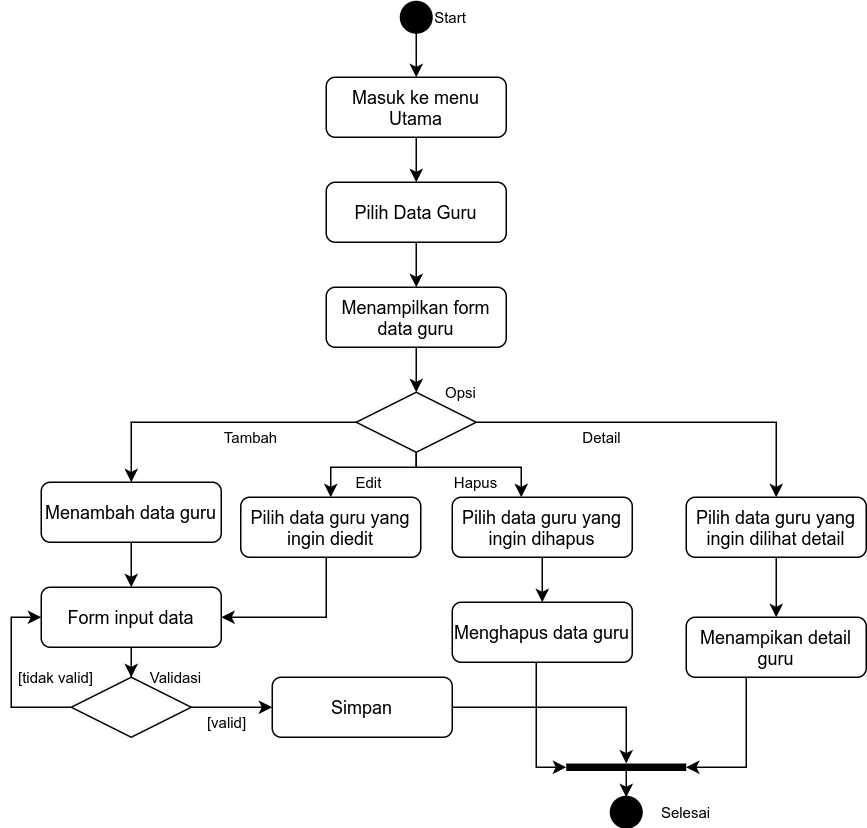 Start
Masuk ke menu
Utama
Pilih Data Guru
Menampilkan form
data guru
Opsi
Tambah
Detail
Edit
Hapus
Menambah data guru
Pilih data guru yang
ingin diedit
Pilih data guru yang
ingin dihapus
Pilih data guru yang
ingin dilihat detail
Form input data
Menghapus data guru
Menampikan detail
guru
[tidak valid]
Validasi
[valid]
Simpan
Selesai